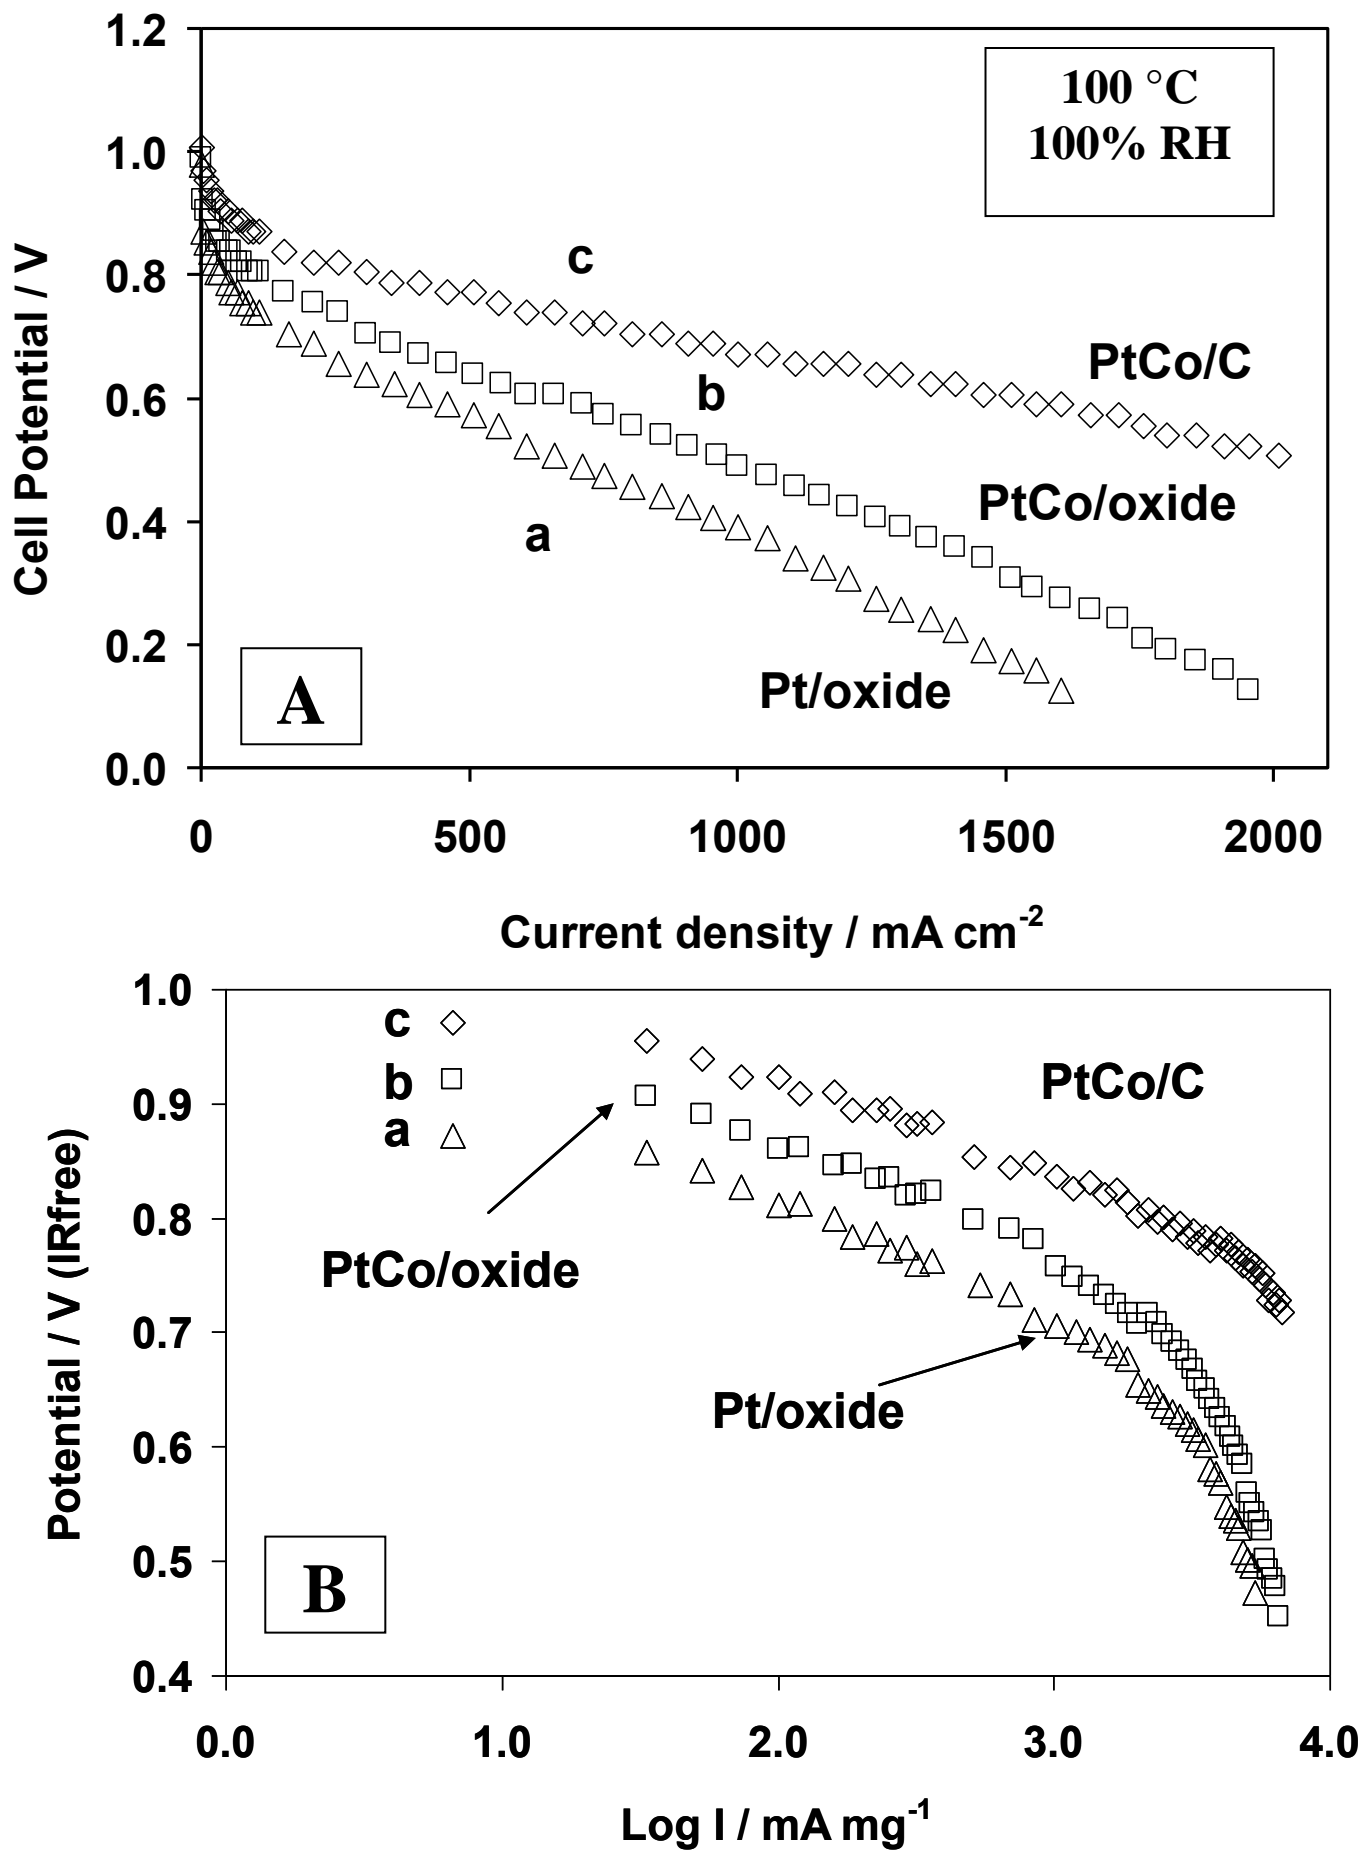 1.2
1.0
0.8
0.6
0.4
0.2
0.0
Cell Potential / V
100 °C
100% RH
c
b
a
PtCo/C
PtCo/oxide
Pt/oxide
A
0 500 1000 1500 2000
Current density / mA cm-2
1.0
0.9
0.8
0.7
0.6
0.5
0.4
Potential / V (IRfree)
c
b
a
PtCo/C
PtCo/oxide
Pt/oxide
B
0.0 1.0 2.0 3.0 4.0
Log I / mA mg-1